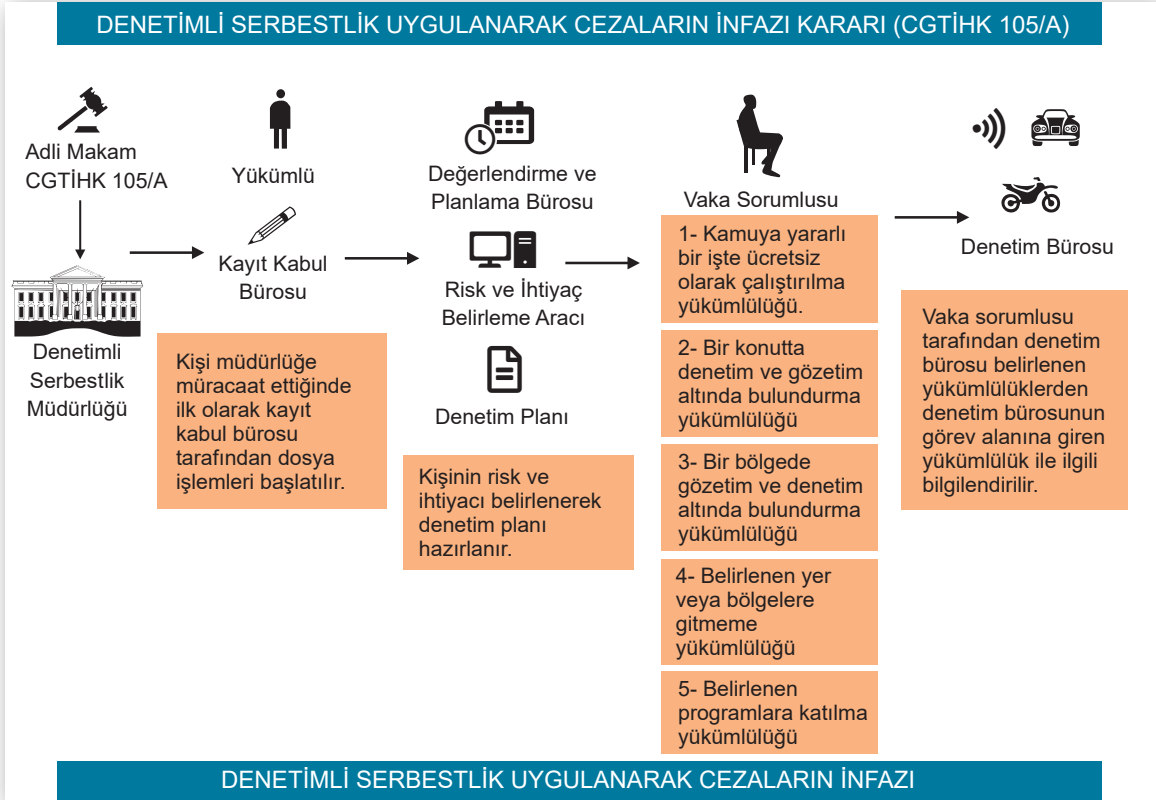 DENETİMLİ SERBESTLİK UYGULANARAK CEZALARIN İNFAZI KARARI (CGTİHK 105/A)
Adli Makam
CGTİHK 105/A
Denetimli
Serbestlik
Müdürlüğü
Yükümlü
Kayıt Kabul
Bürosu
Kişi müdürlüğe
müracaat ettiğinde
ilk olarak kayıt
kabul bürosu
tarafından dosya
işlemleri başlatılır.
Değerlendirme ve
Planlama Bürosu
Risk ve İhtiyaç
Belirleme Aracı
Denetim Planı
Kişinin risk ve
ihtiyacı belirlenerek
denetim planı
hazırlanır.
Vaka Sorumlusu
1- Kamuya yararlı
bir işte ücretsiz
olarak çalıştırılma
yükümlülüğü.
2- Bir konutta
denetim ve gözetim
altında bulundurma
yükümlülüğü
3- Bir bölgede
gözetim ve denetim
altında bulundurma
yükümlülüğü
4- Belirlenen yer
veya bölgelere
gitmeme
yükümlülüğü
5- Belirlenen
programlara katılma
yükümlülüğü
Denetim Bürosu
Vaka sorumlusu
tarafından denetim
bürosu belirlenen
yükümlülüklerden
denetim bürosunun
görev alanına giren
yükümlülük ile ilgili
bilgilendirilir.
DENETİMLİ SERBESTLİK UYGULANARAK CEZALARIN İNFAZI